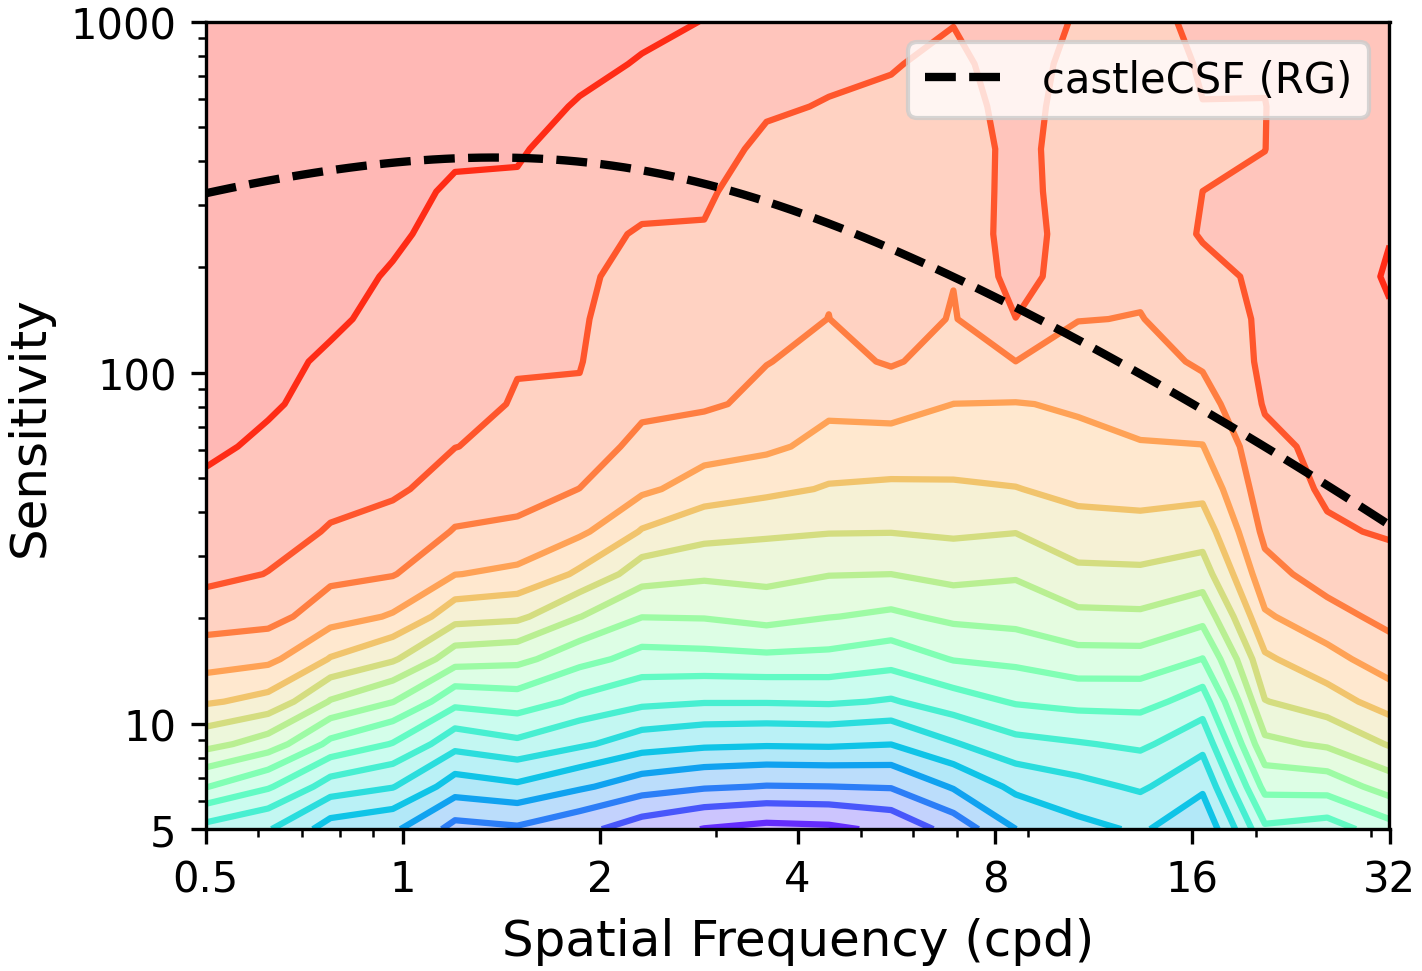 1000
100
10
5
Sensitivity
castleCSF (RG)
0.5 1 2 4 8 16 32
Spatial Frequency (cpd)